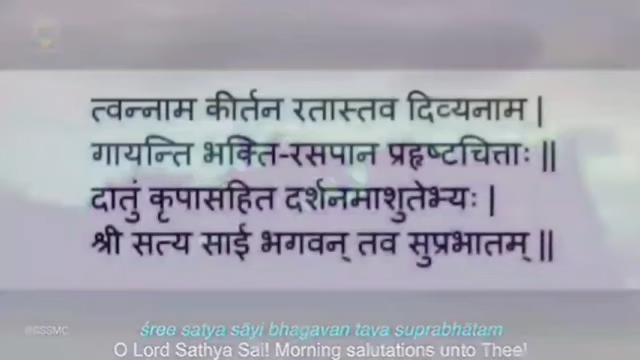 त्वन्नाम कीर्तन रतास्तव दिव्यनाम |
गायन्ति भक्ति-रसपान प्रहृष्टचित्ताः ||
दातुं कृपासहित दर्शनमाशुतेभ्यः |
श्री सत्य साई भगवन् तव सुप्रभातम् ||
@SSSMC
śree satya sāyi bhagavan tava suprabhātam
O Lord Sathya Sai! Morning salutations unto Thee!